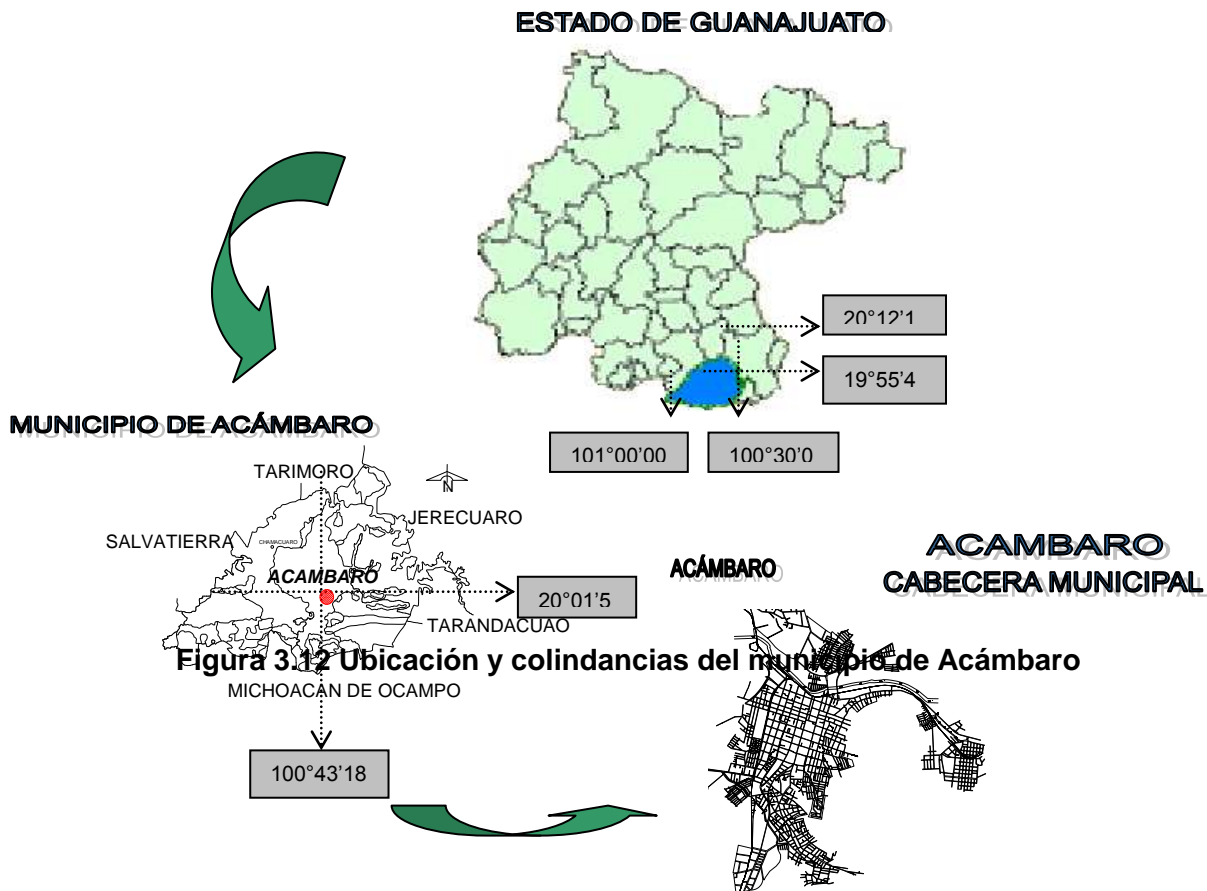 ESTADO DE GUANAJUATO
20°12'1
19°55'4
101°00'00
100°30'0
MUNICIPIO DE ACÁMBARO
TARIMORO
N
JERECUARO
SALVATIERRA
CHAMACUARO
ACAMBARO
20°01'5
TARANDACUAO
MICHOACAN DE OCAMPO
100°43'18
ACÁMBARO
ACAMBARO
CABECERA MUNICIPAL
Figura 3.12 Ubicación y colindancias del municipio de Acámbaro